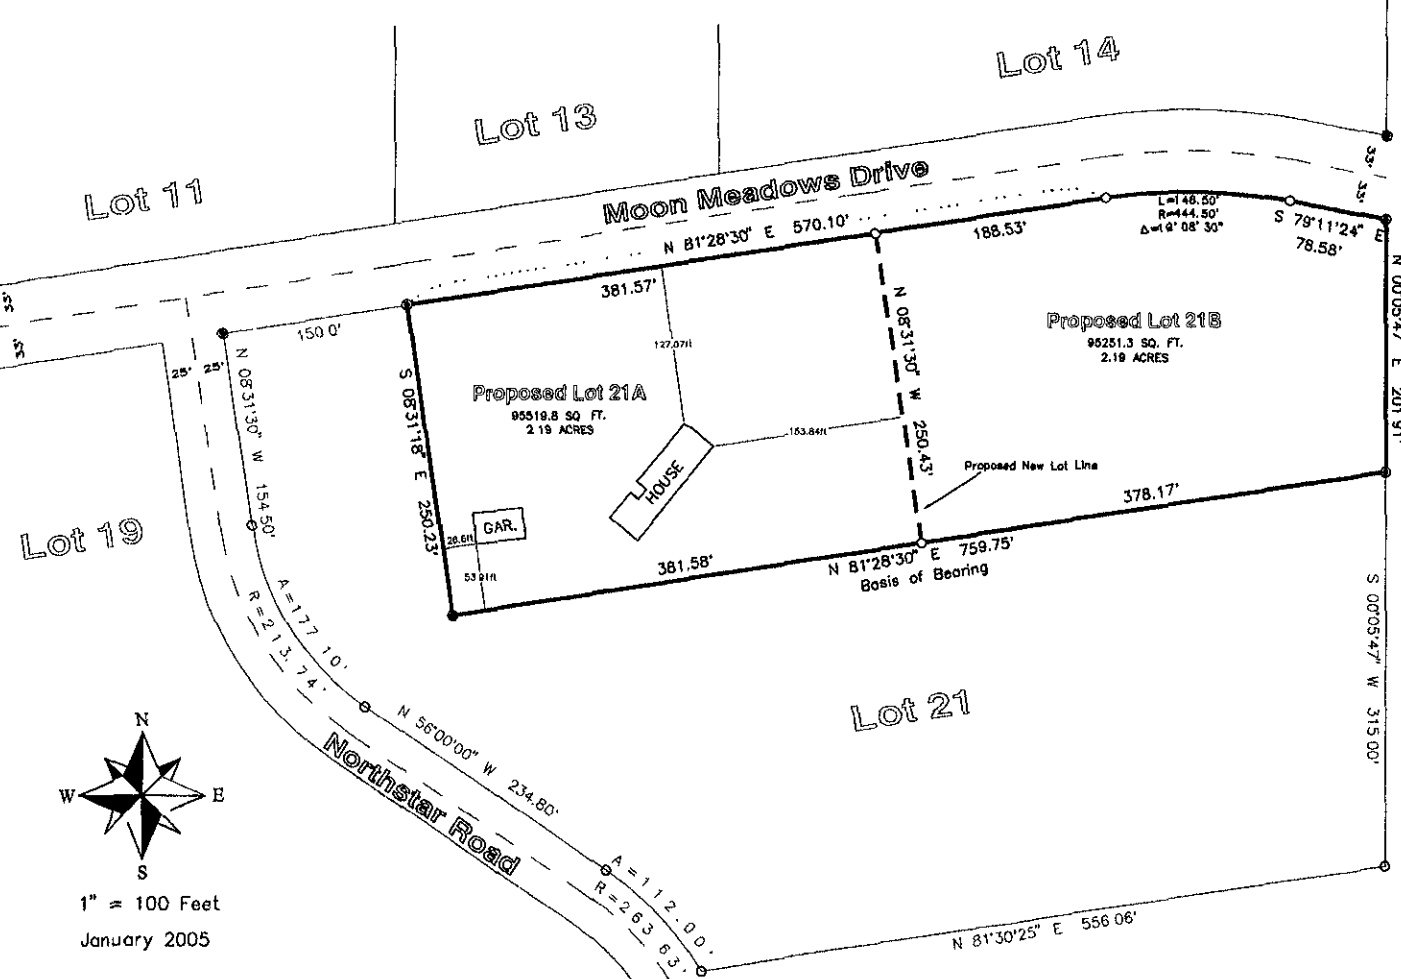 Lot 14
Lot 13
Lot 11
Moon Meadows Drive
33'
33'
33'
33'
N 81°28'30" E 570.10'
188.53'
L=146.50'
R=444.50'
Δ=19° 08' 30"
S 79°11'24" E
78.58'
N 00°05'47" E 201.91'
381.57'
150 0'
25' 25'
127.07ft
Proposed Lot 21A
95519.8 SQ FT.
2 19 ACRES
Proposed Lot 21B
95251.3 SQ. FT.
2.19 ACRES
N 08°31'30" W 250.43'
S 08°31'18" E 250.23'
N 08°31'30" W 154 50'
153.84ft
HOUSE
GAR.
Proposed New Lot Line
378.17'
Lot 19
53 91ft
381.58'
N 81°28'30" E 759.75'
Basis of Bearing
A=177 10'
R=213.74'
S 00°05'47" W 315 00'
Lot 21
N 56°00'00" W 234.80'
Northstar Road
A=112.00'
R=263 63'
N 81°30'25" E 556 06'
N
W E
S
1" = 100 Feet
January 2005